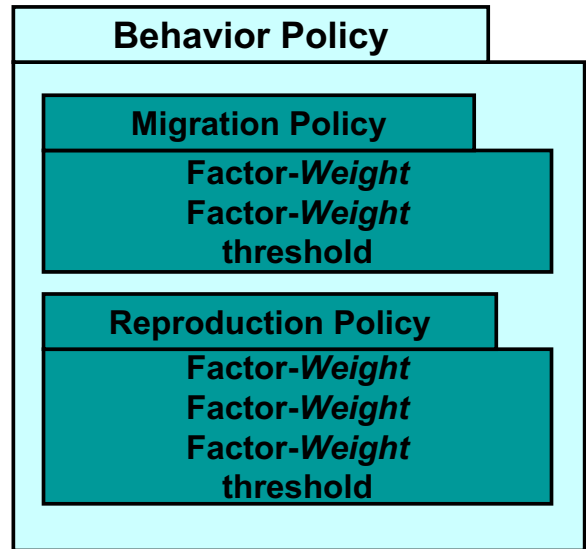 Behavior Policy
Migration Policy
Factor-Weight
Factor-Weight
threshold
Reproduction Policy
Factor-Weight
Factor-Weight
Factor-Weight
threshold